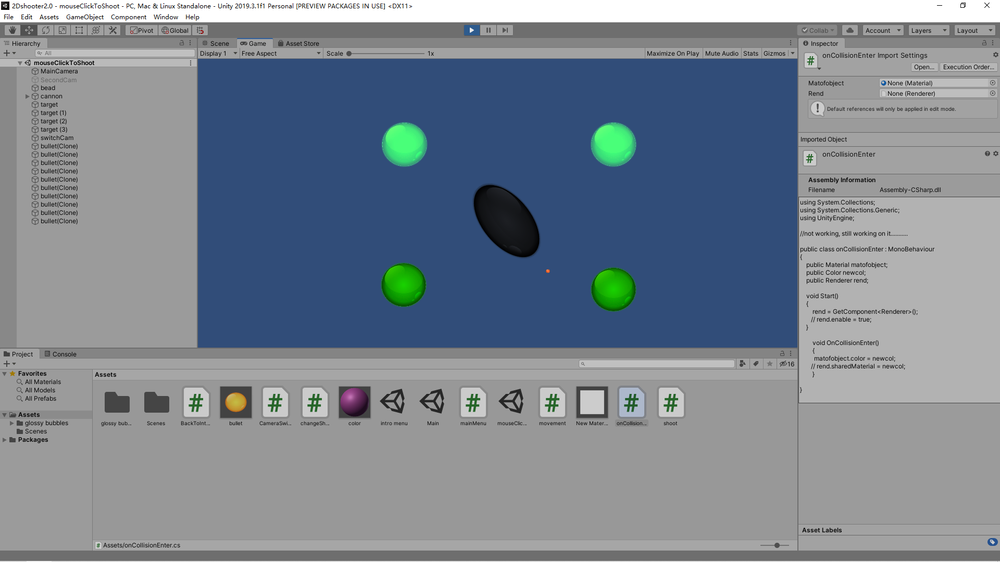 2Dshooter2.0 - mouseClickToShoot - PC, Mac & Linux Standalone - Unity 2019.3.1f1 Personal [PREVIEW PACKAGES IN USE] <DX11>
File Edit Assets GameObject Component Window Help
Pivot Global Collab Account Layers Layout
Hierarchy
All
mouseClickToShoot
MainCamera
SecondCam
bead
cannon
target
target (1)
target (2)
target (3)
switchCam
bullet(Clone)
bullet(Clone)
bullet(Clone)
bullet(Clone)
bullet(Clone)
bullet(Clone)
bullet(Clone)
bullet(Clone)
bullet(Clone)
bullet(Clone)
Scene Game Asset Store
Display 1 Free Aspect Scale 1x Maximize On Play Mute Audio Stats Gizmos
Inspector
# onCollisionEnter Import Settings
Open... Execution Order...
Matofobject None (Material)
Rend None (Renderer)
Default references will only be applied in edit mode.
Imported Object
# onCollisionEnter
Assembly Information
Filename Assembly-CSharp.dll
using System.Collections;
using System.Collections.Generic;
using UnityEngine;
//not working, still working on it...........
public class onCollisionEnter : MonoBehaviour
{
public Material matofobject;
public Color newcol;
public Renderer rend;
void Start()
{
rend = GetComponent<Renderer>();
// rend.enable = true;
}
void OnCollisionEnter()
{
matofobject.color = newcol;
// rend.sharedMaterial = newcol;
}
}
Asset Labels
Project Console
16
Favorites
All Materials
All Models
All Prefabs
Assets
glossy bubbles
Scenes
Packages
Assets
# # # # # # #
glossy bub... Scenes BackToInt... bullet CameraSwi... changeSh... color intro menu Main mainMenu mouseClic... movement New Mater... onCollision... shoot
# Assets/onCollisionEnter.cs